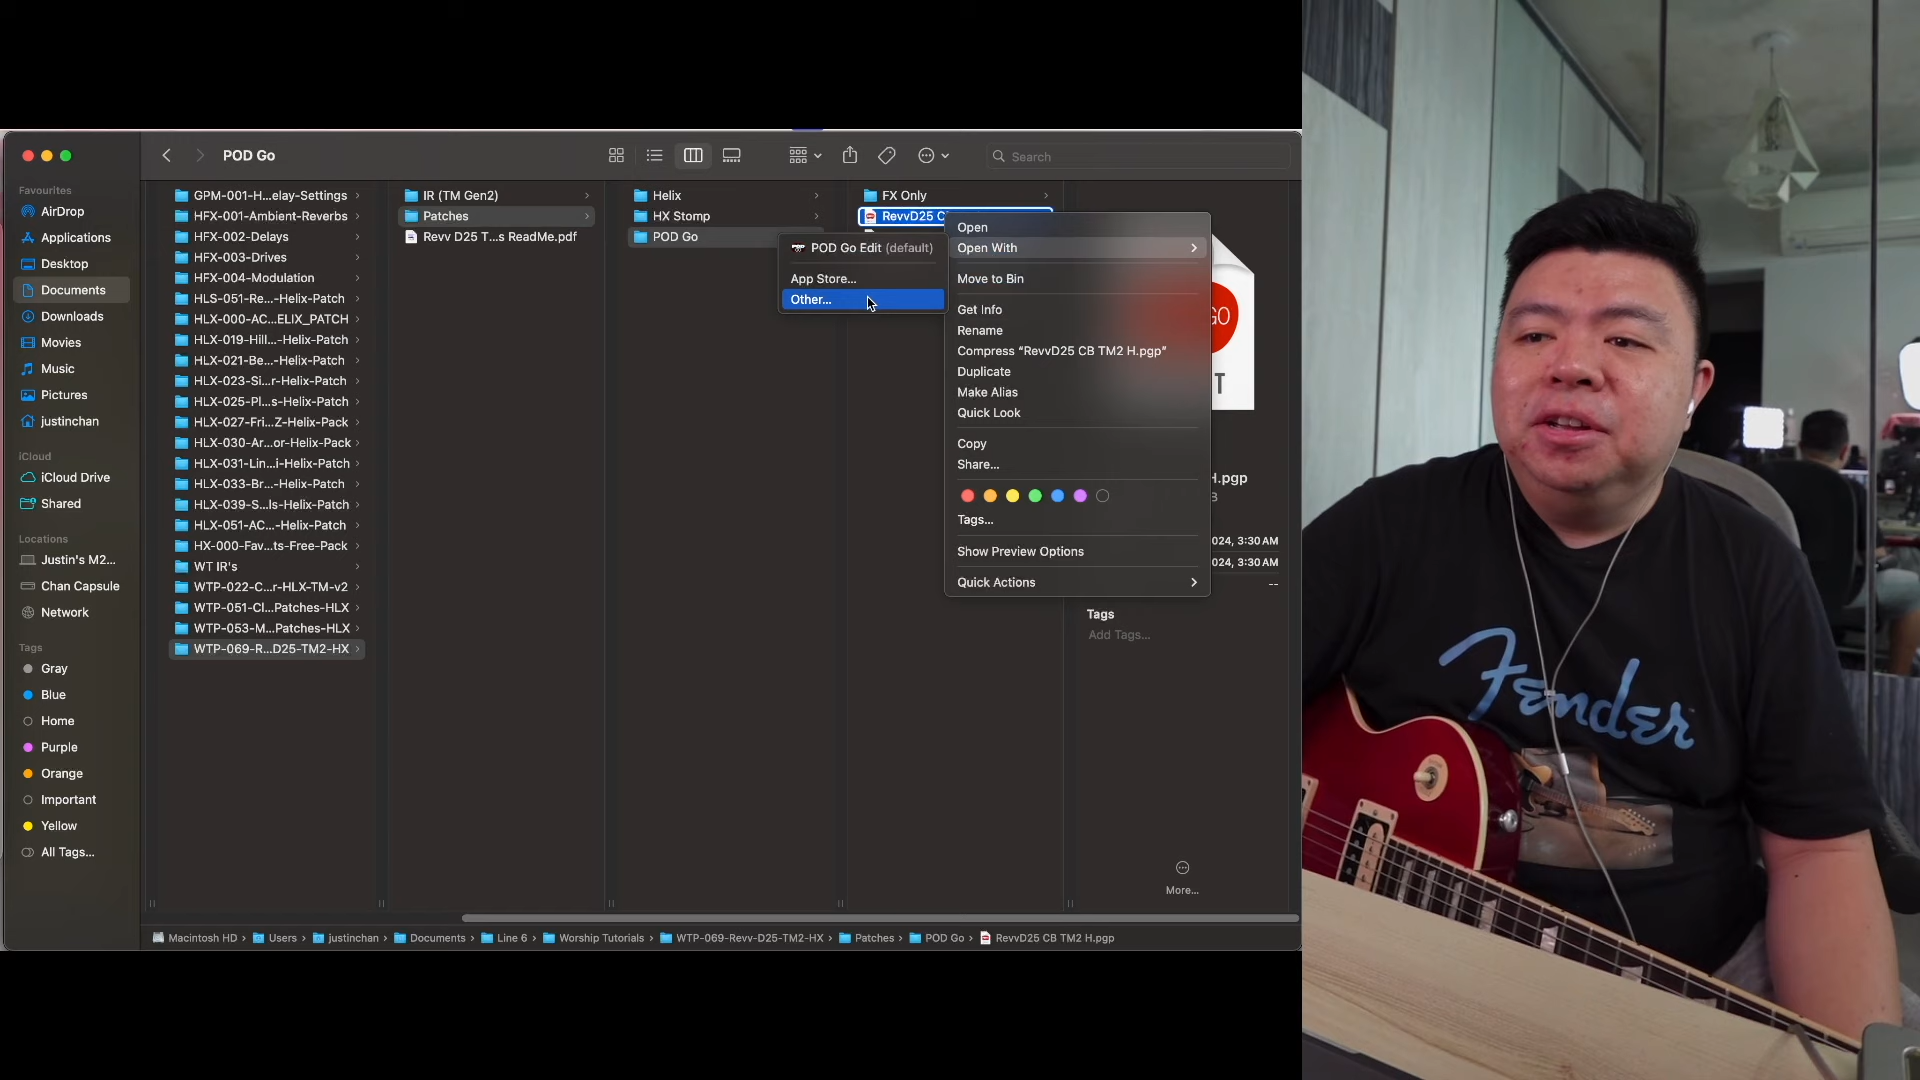 POD Go
Search
Favourites
AirDrop
Applications
Desktop
Documents
Downloads
Movies
Music
Pictures
justinchan
iCloud
iCloud Drive
Shared
Locations
Justin's M2...
Chan Capsule
Network
Tags
Gray
Blue
Home
Purple
Orange
Important
Yellow
All Tags...
GPM-001-H...elay-Settings
HFX-001-Ambient-Reverbs
HFX-002-Delays
HFX-003-Drives
HFX-004-Modulation
HLS-051-Re...-Helix-Patch
HLX-000-AC...ELIX_PATCH
HLX-019-Hill...-Helix-Patch
HLX-021-Be...-Helix-Patch
HLX-023-Si...r-Helix-Patch
HLX-025-Pl...s-Helix-Patch
HLX-027-Fri...Z-Helix-Pack
HLX-030-Ar...or-Helix-Pack
HLX-031-Lin...i-Helix-Patch
HLX-033-Br...-Helix-Patch
HLX-039-S...ls-Helix-Patch
HLX-051-AC...-Helix-Patch
HX-000-Fav...ts-Free-Pack
WT IR's
WTP-022-C...r-HLX-TM-v2
WTP-051-Cl...Patches-HLX
WTP-053-M...Patches-HLX
WTP-069-R...D25-TM2-HX
IR (TM Gen2)
Patches
Revv D25 T...s ReadMe.pdf
Helix
HX Stomp
POD Go
FX Only
RevvD25 C
POD Go Edit (default)
App Store...
Other...
Open
Open With
Move to Bin
Get Info
Rename
Compress "RevvD25 CB TM2 H.pgp"
Duplicate
Make Alias
Quick Look
Copy
Share...
Tags...
Show Preview Options
Quick Actions
GO
T
H.pgp
024, 3:30 AM
024, 3:30 AM
--
Tags
Add Tags...
More...
Macintosh HD › Users › justinchan › Documents › Line 6 › Worship Tutorials › WTP-069-Revv-D25-TM2-HX › Patches › POD Go › RevvD25 CB TM2 H.pgp
Fender